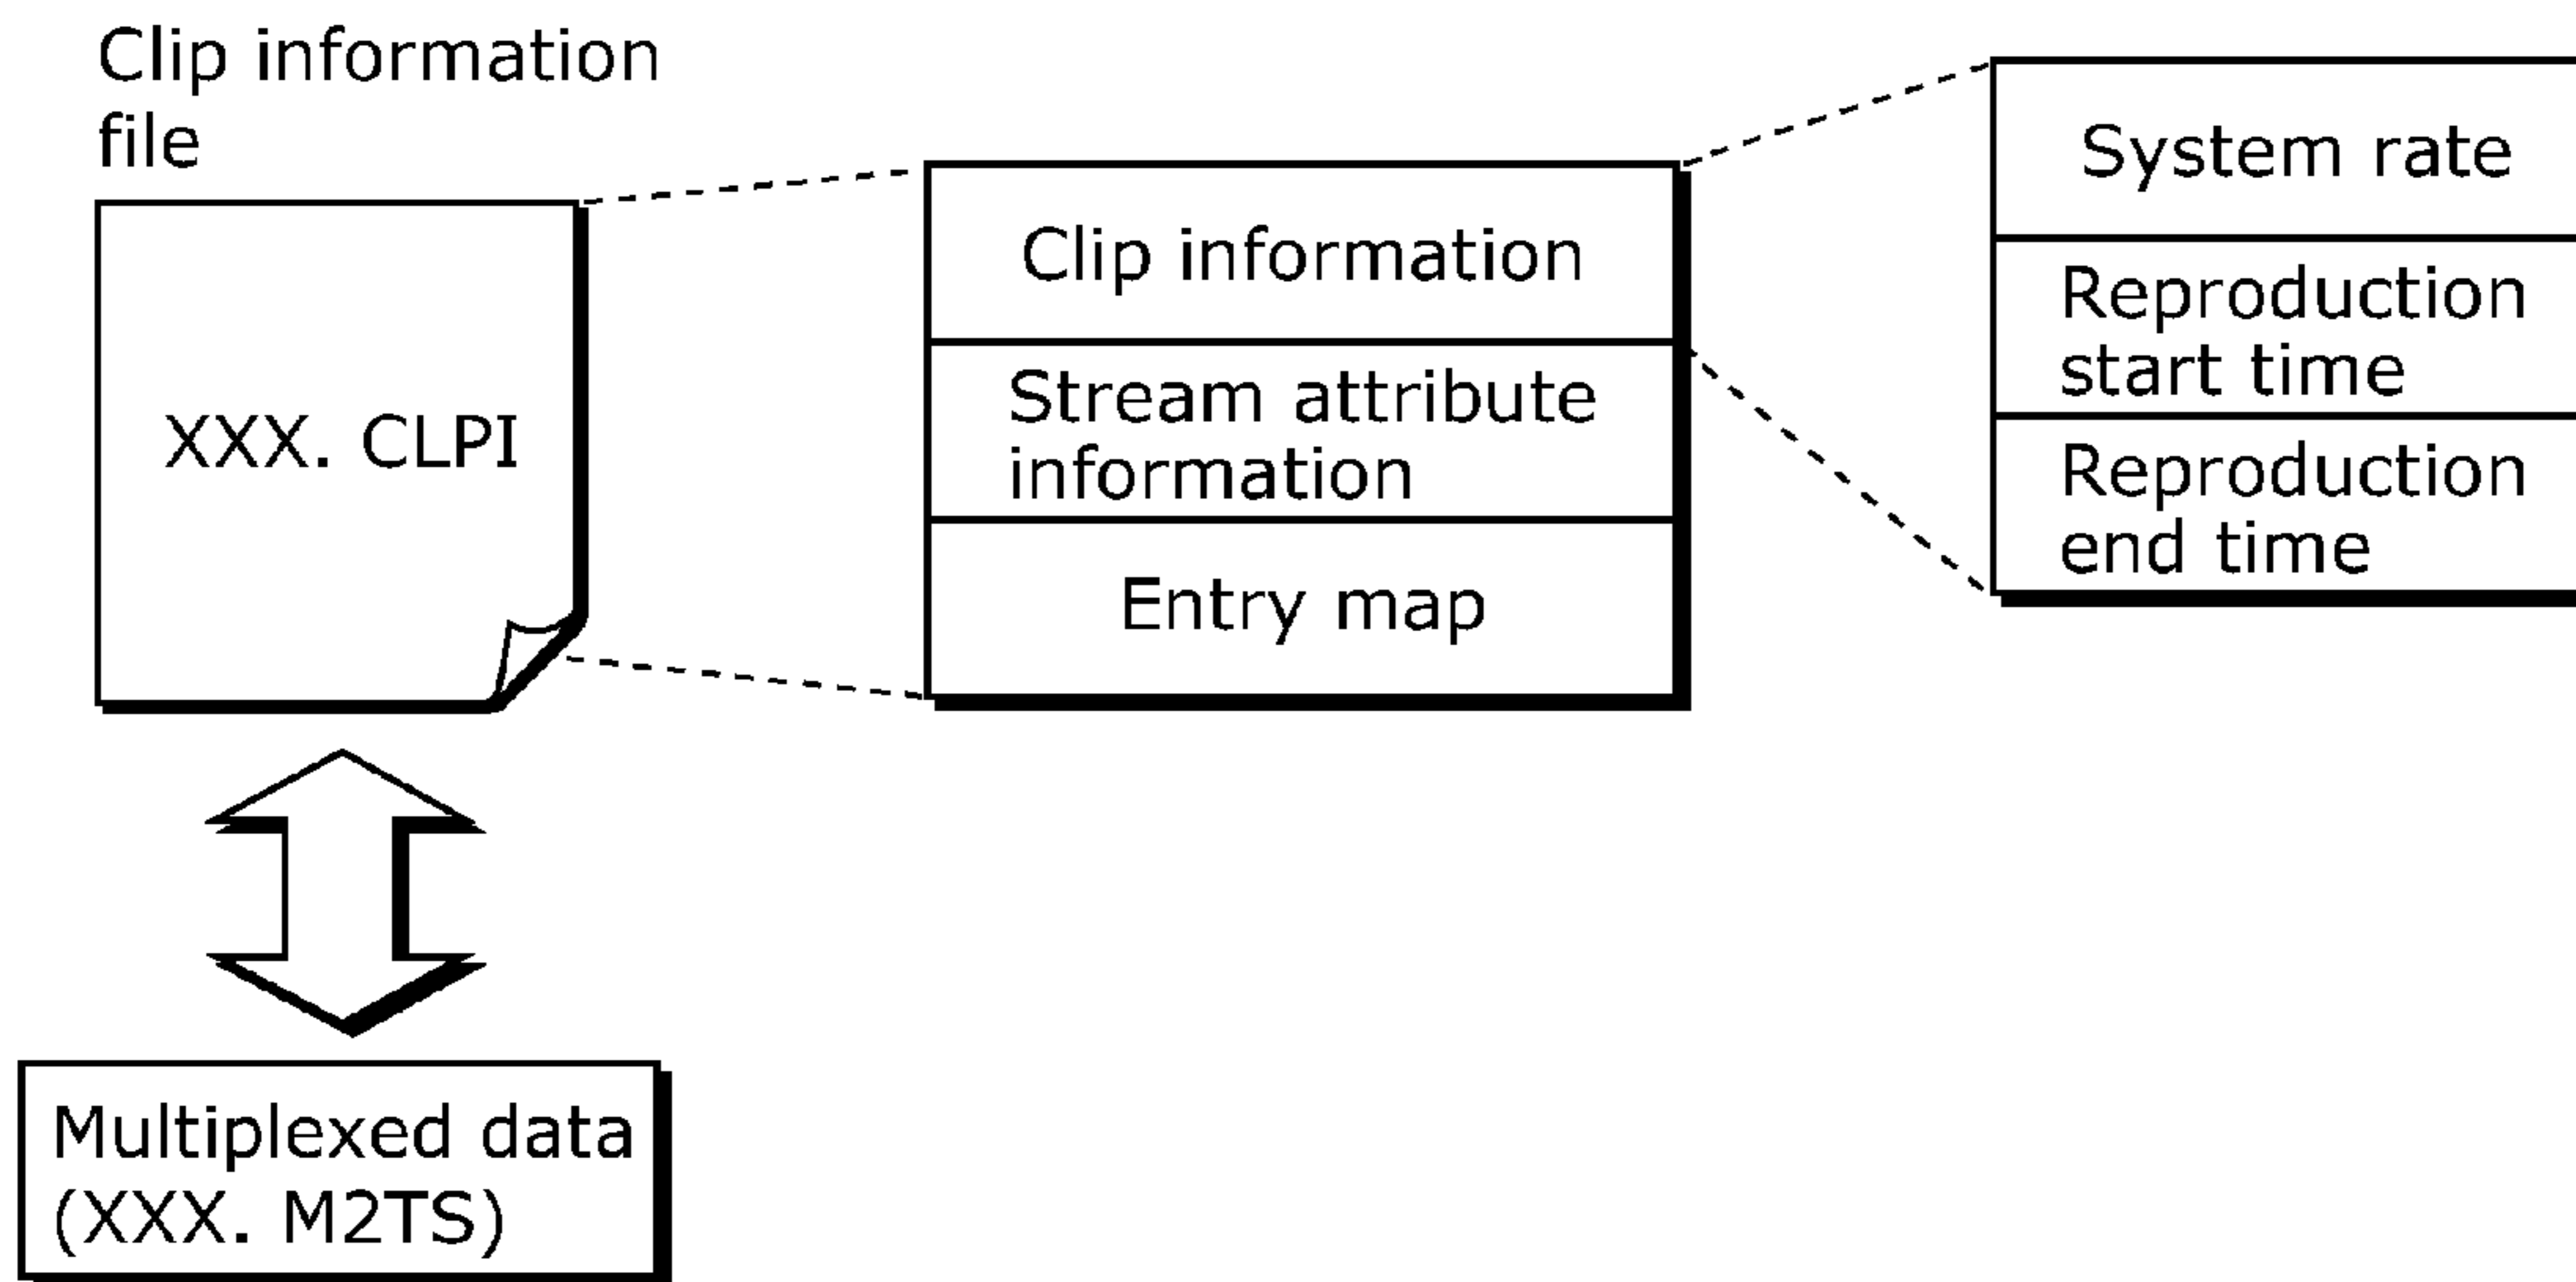 Clip information
file
XXX. CLPI
Multiplexed data
(XXX. M2TS)
Clip information
Stream attribute
information
Entry map
System rate
Reproduction
start time
Reproduction
end time